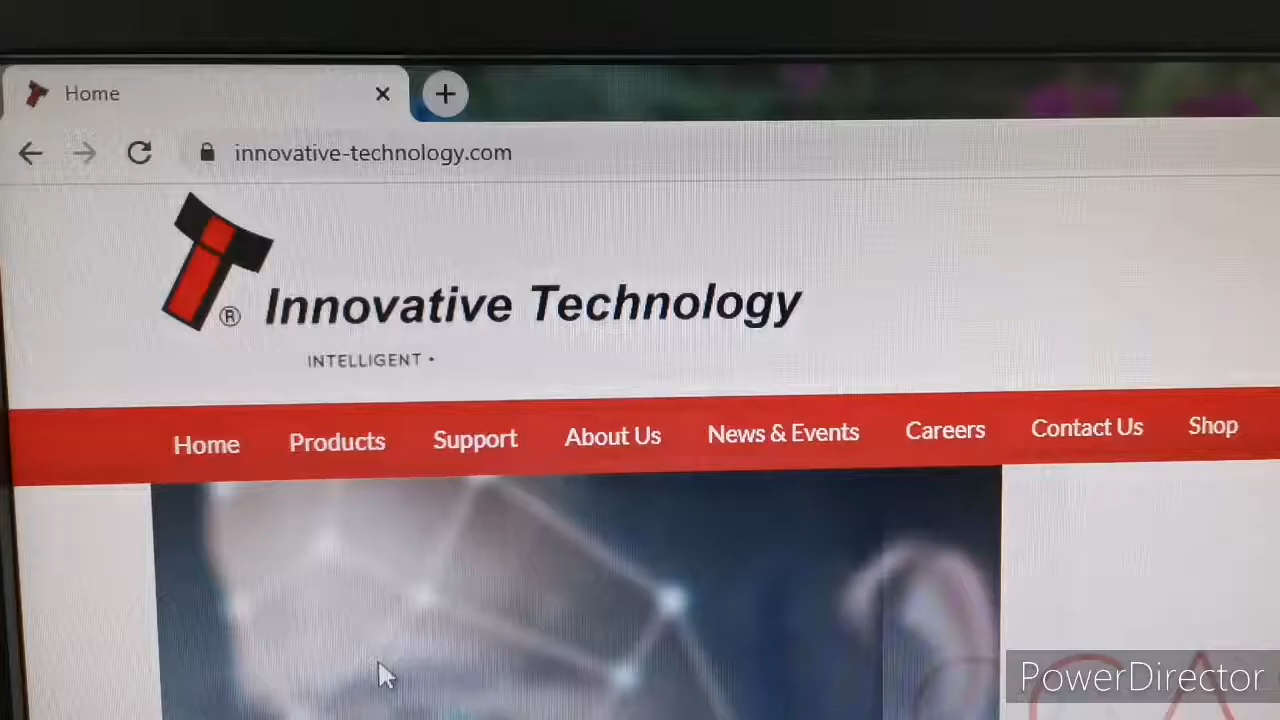 Home
innovative-technology.com
® Innovative Technology
INTELLIGENT •
Home Products Support About Us News & Events Careers Contact Us Shop
PowerDirector